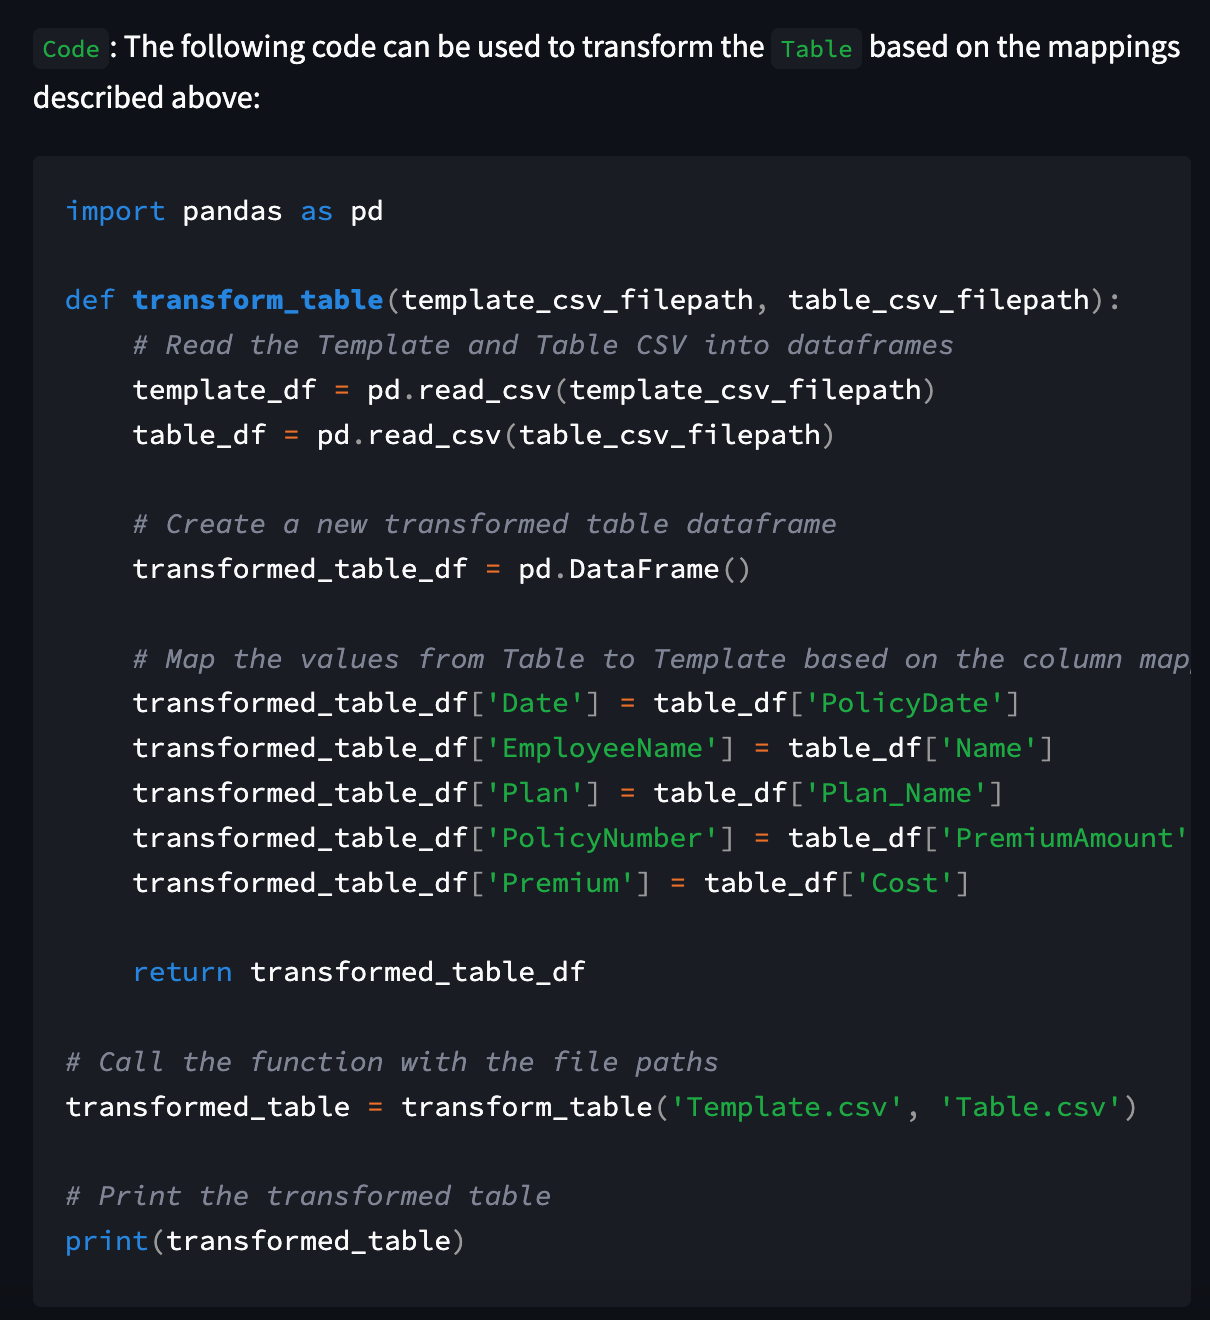 Code : The following code can be used to transform the Table based on the mappings
described above:
import pandas as pd
def transform_table(template_csv_filepath, table_csv_filepath):
# Read the Template and Table CSV into dataframes
template_df = pd.read_csv(template_csv_filepath)
table_df = pd.read_csv(table_csv_filepath)
# Create a new transformed table dataframe
transformed_table_df = pd.DataFrame()
# Map the values from Table to Template based on the column map
transformed_table_df['Date'] = table_df['PolicyDate']
transformed_table_df['EmployeeName'] = table_df['Name']
transformed_table_df['Plan'] = table_df['Plan_Name']
transformed_table_df['PolicyNumber'] = table_df['PremiumAmount'
transformed_table_df['Premium'] = table_df['Cost']
return transformed_table_df
# Call the function with the file paths
transformed_table = transform_table('Template.csv', 'Table.csv')
# Print the transformed table
print(transformed_table)